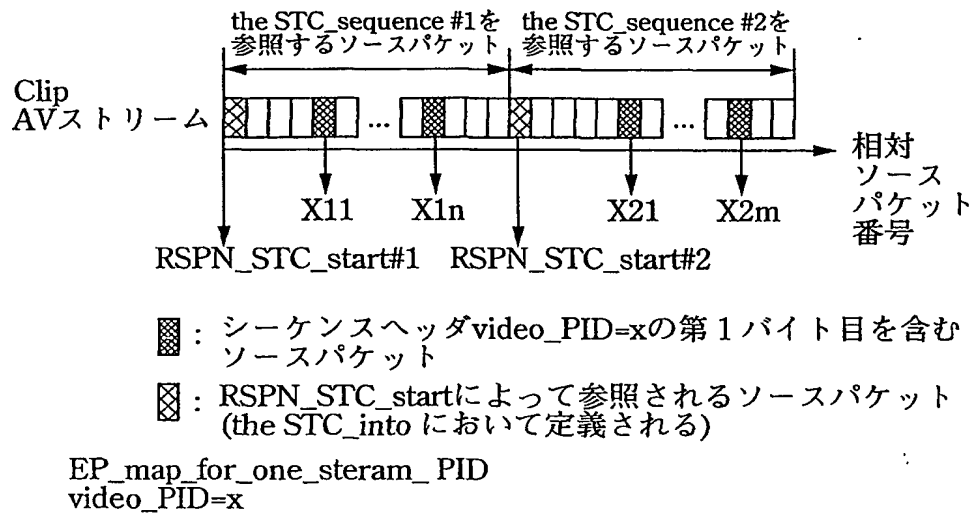 the STC_sequence #1を
参照するソースパケット
the STC_sequence #2を
参照するソースパケット
Clip
AVストリーム
...
...
相対
ソース
パケット
番号
X11
X1n
X21
X2m
RSPN_STC_start#1
RSPN_STC_start#2
: シーケンスヘッダvideo_PID=xの第1バイト目を含む
ソースパケット
: RSPN_STC_startによって参照されるソースパケット
(the STC_into において定義される)
EP_map_for_one_steram_ PID
video_PID=x